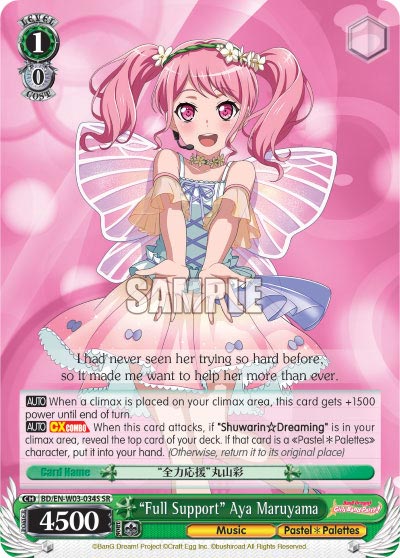 LEVEL
1
0
COST
SAMPLE
I had never seen her trying so hard before,
so it made me want to help her more than ever.
AUTO When a climax is placed on your climax area, this card gets +1500
power until end of turn.
AUTO CX COMBO When this card attacks, if "Shuwarin☆Dreaming" is in your
climax area, reveal the top card of your deck. If that card is a «Pastel*Palettes»
character, put it into your hand. (Otherwise, return it to its original place)
Card Name
"全力応援" 丸山彩
CH BD/EN-W03-034S SR
POWER 4500
"Full Support" Aya Maruyama
Music
Pastel*Palettes
©BanG Dream! Project ©Craft Egg Inc. ©bushiroad All Rights Reserved.